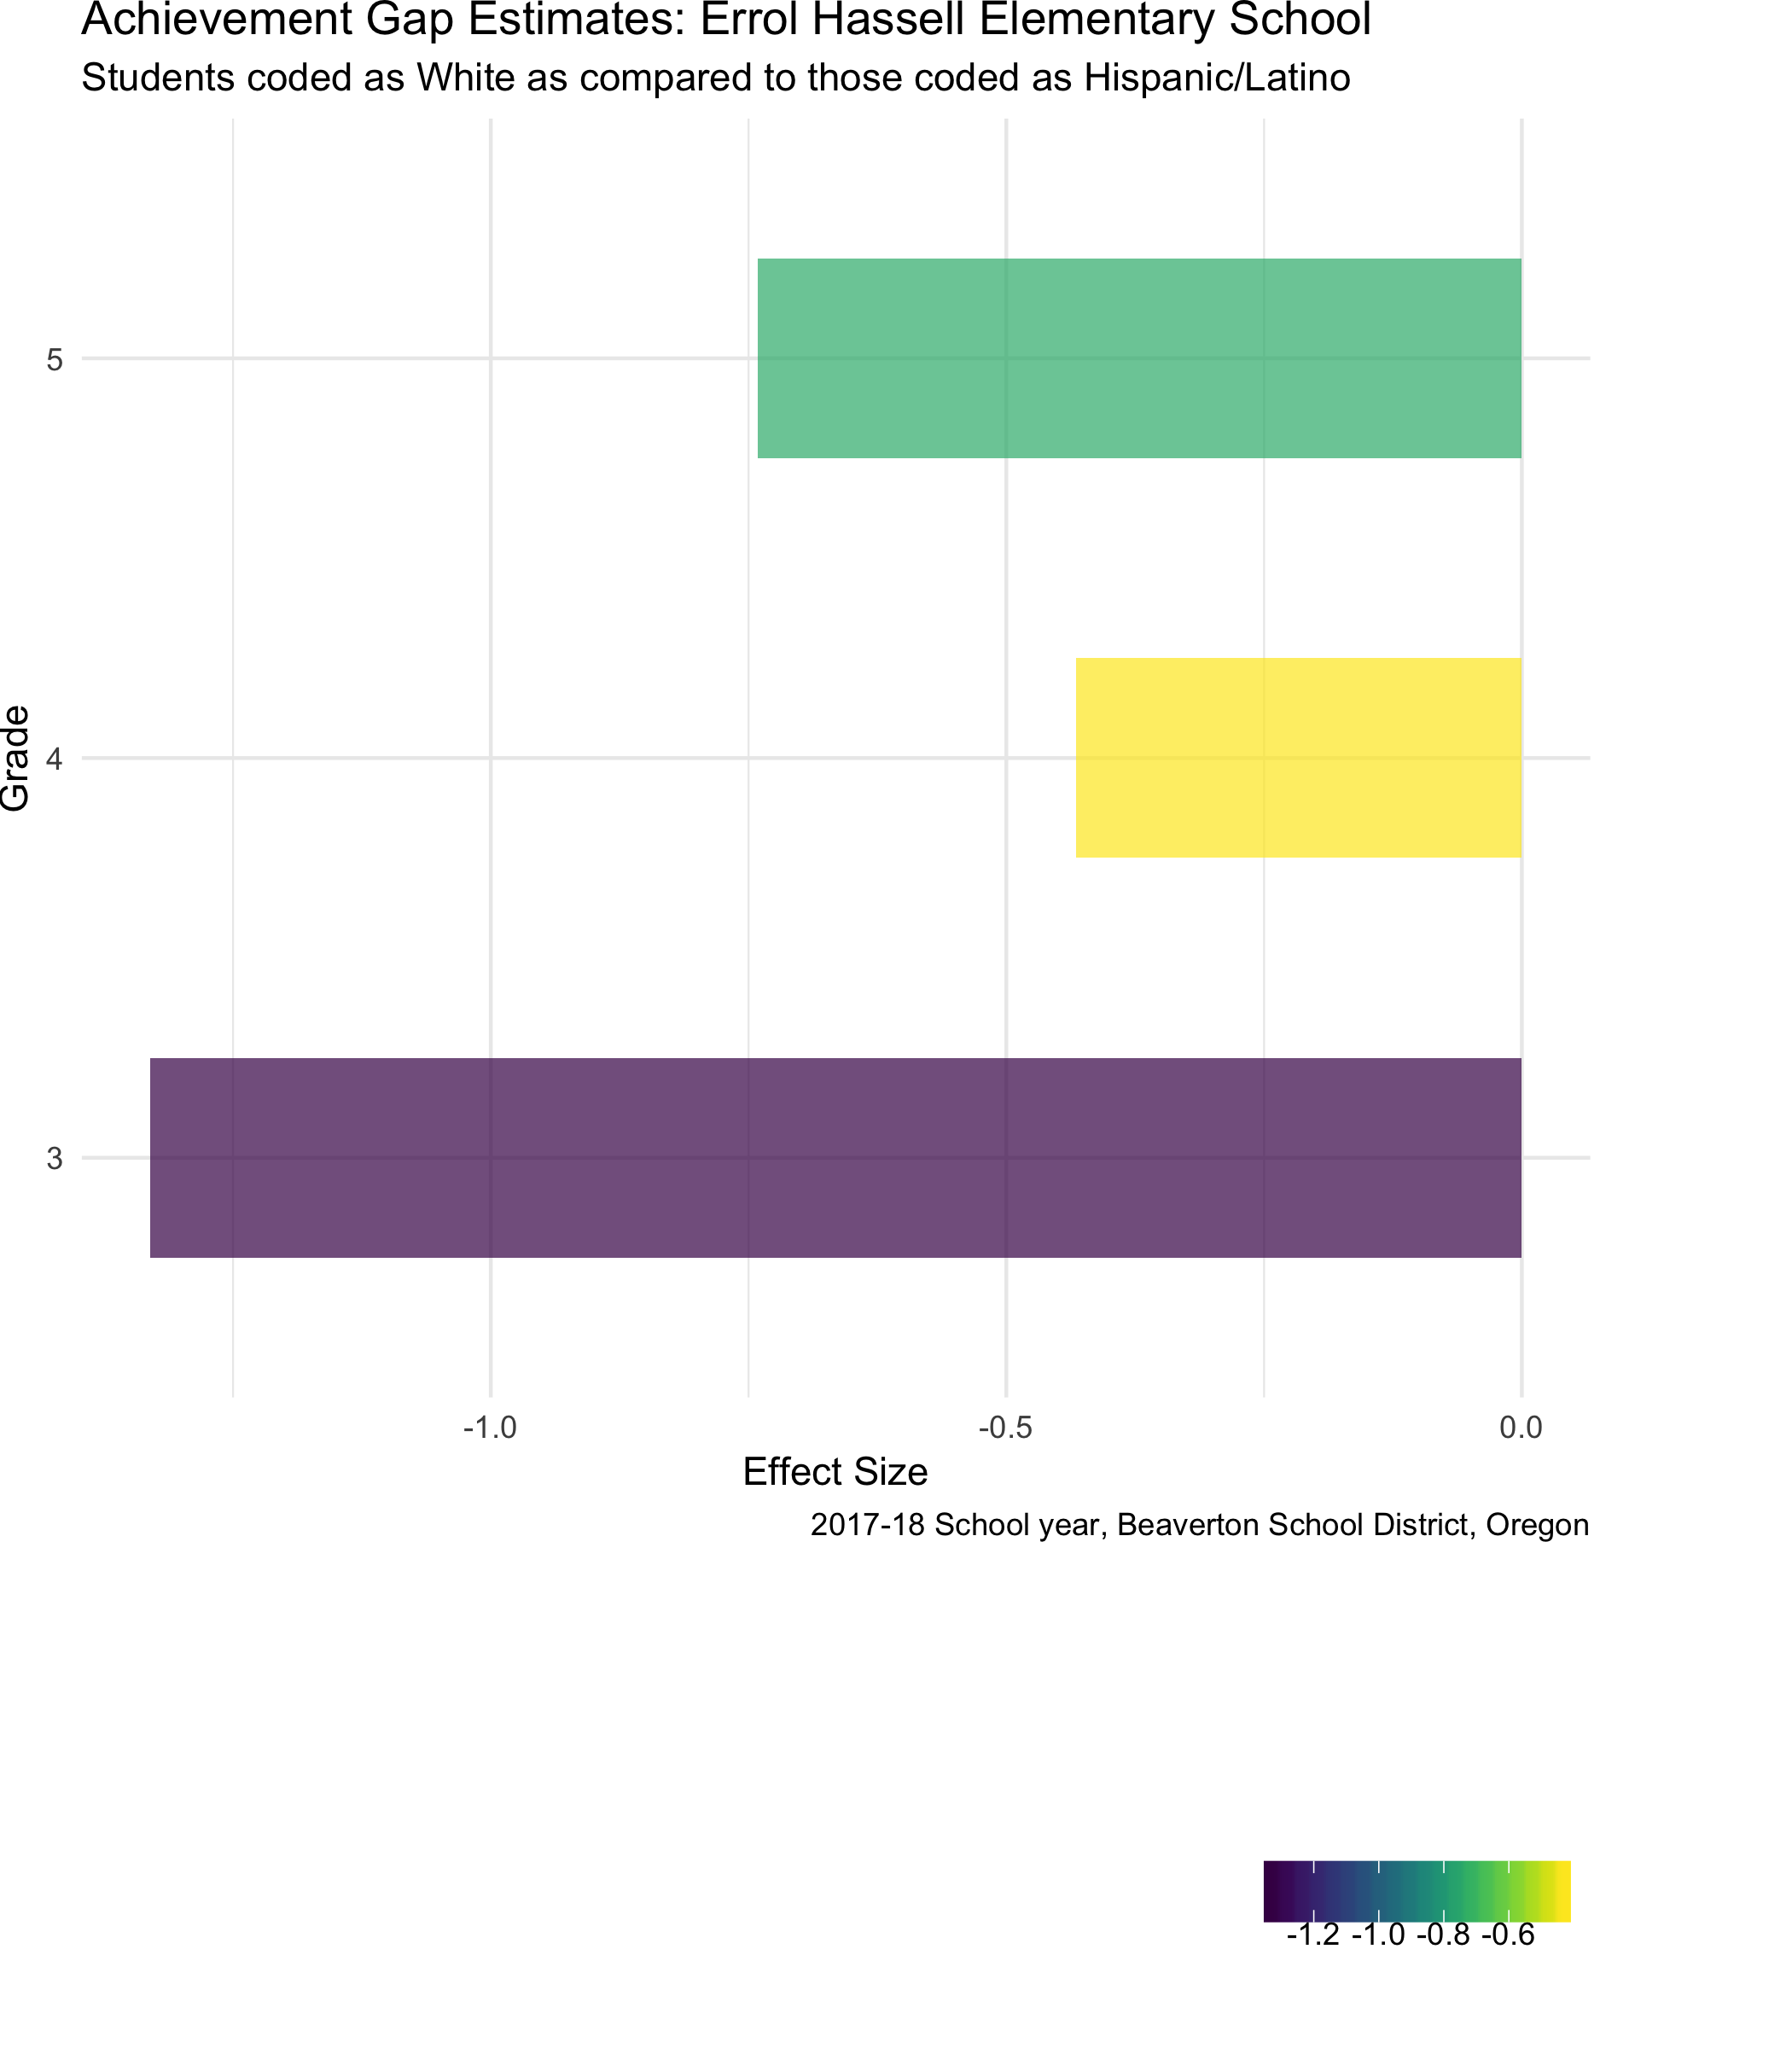 Achievement Gap Estimates: Errol Hassell Elementary School
Students coded as White as compared to those coded as Hispanic/Latino
5
4
Grade
3
-1.0 -0.5 0.0
Effect Size
2017-18 School year, Beaverton School District, Oregon
-1.2 -1.0 -0.8 -0.6